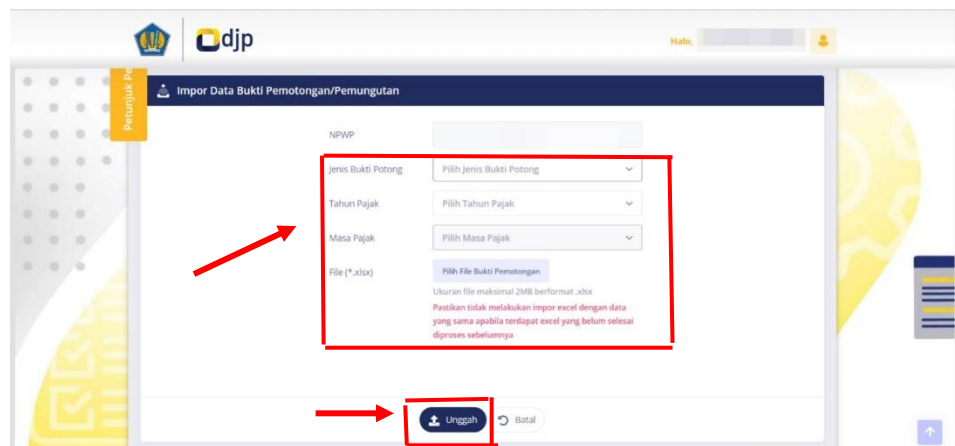 djp
Halo,
Petunjuk Pe
Impor Data Bukti Pemotongan/Pemungutan
NPWP
Jenis Bukti Potong
Pilih Jenis Bukti Potong
Tahun Pajak
Pilih Tahun Pajak
Masa Pajak
Pilih Masa Pajak
File (*.xlsx)
Pilih File Bukti Pemotongan
Ukuran file maksimal 2MB berformat .xlsx
Pastikan tidak melakukan impor excel dengan data
yang sama apabila terdapat excel yang belum selesai
diproses sebelumnya
Unggah
Batal